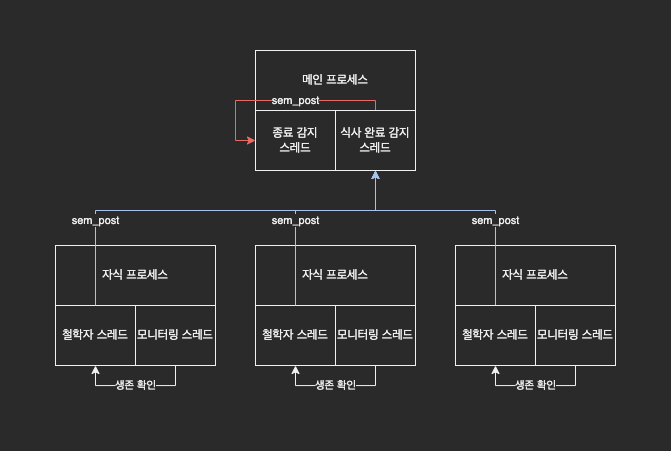 메인 프로세스
sem_post
종료 감지
스레드
식사 완료 감지
스레드
sem_post
sem_post
sem_post
자식 프로세스
자식 프로세스
자식 프로세스
철학자 스레드
모니터링 스레드
철학자 스레드
모니터링 스레드
철학자 스레드
모니터링 스레드
생존 확인
생존 확인
생존 확인